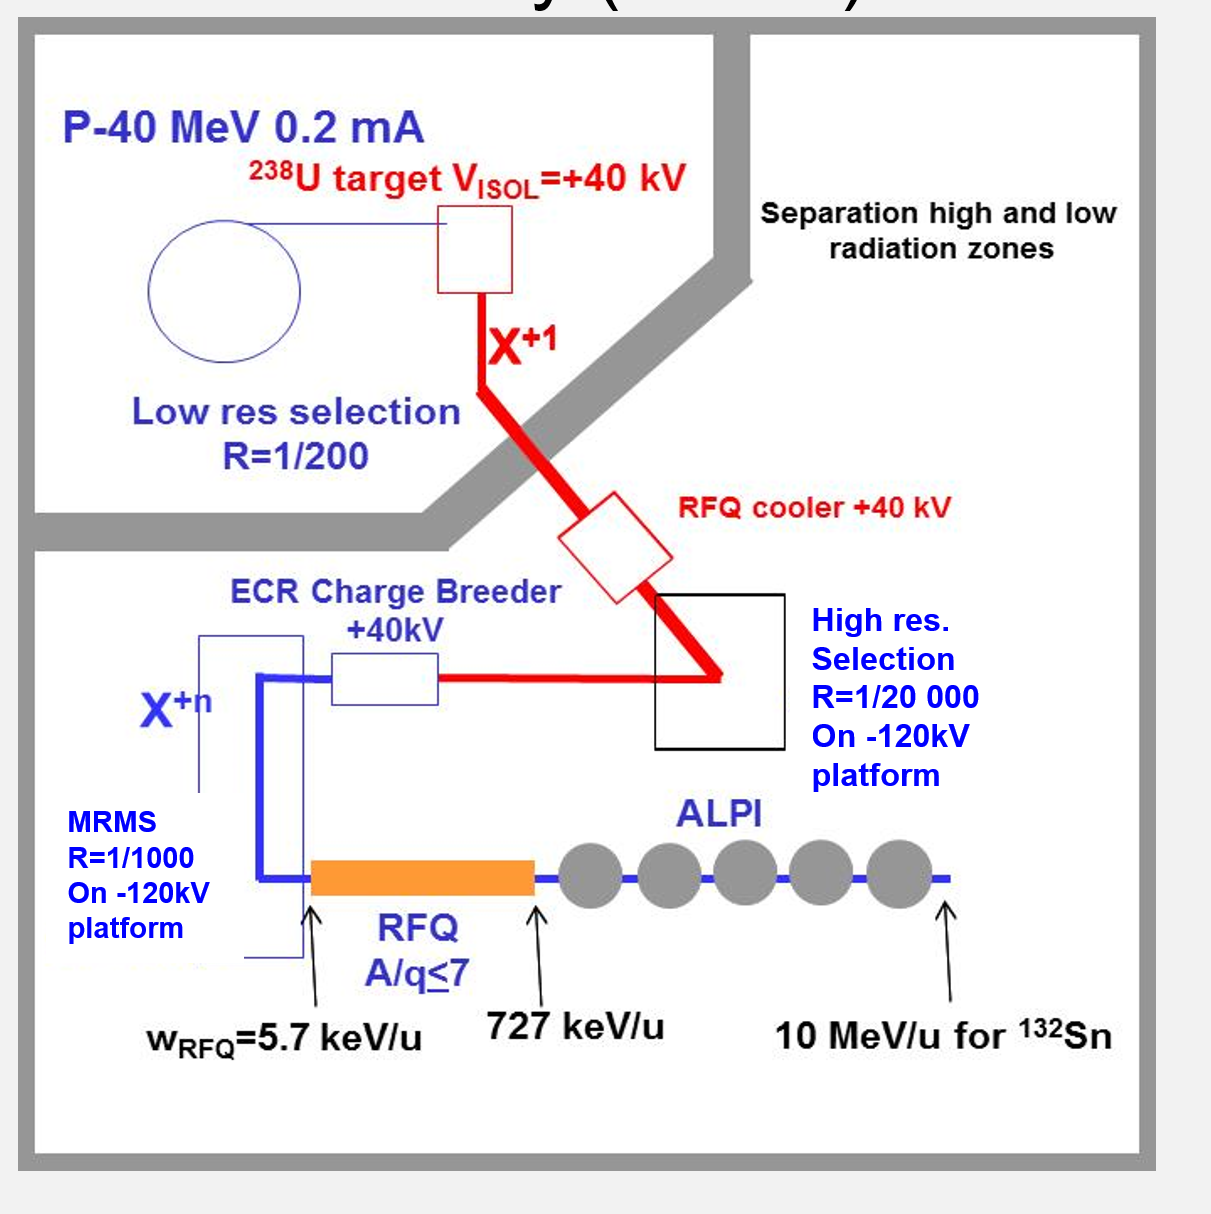 P-40 MeV 0.2 mA
²³⁸U target V_ISOL=+40 kV
Separation high and low
radiation zones
X⁺¹
Low res selection
R=1/200
RFQ cooler +40 kV
ECR Charge Breeder
+40kV
High res.
Selection
R=1/20 000
On -120kV
platform
X⁺ⁿ
MRMS
R=1/1000
On -120kV
platform
ALPI
RFQ
A/q≤7
w_RFQ=5.7 keV/u
727 keV/u
10 MeV/u for ¹³²Sn